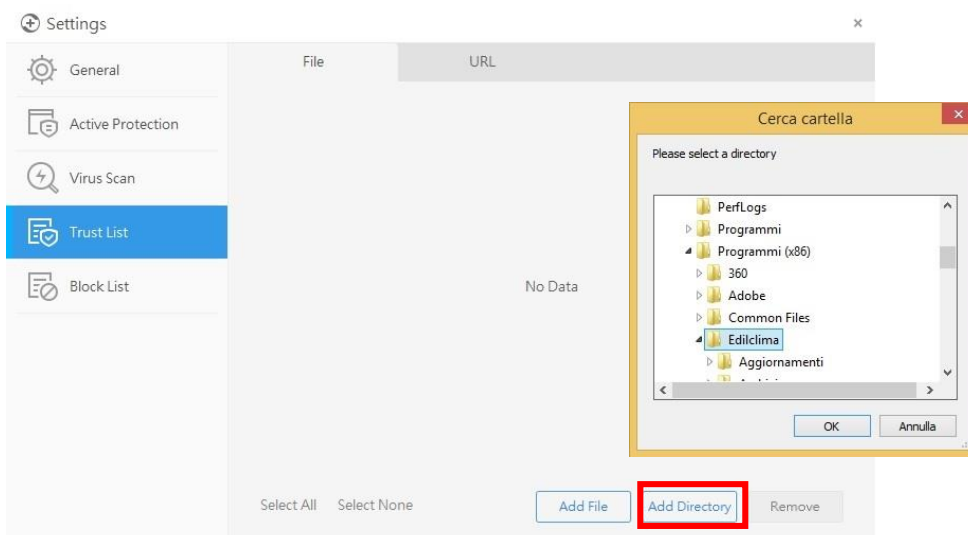 Settings
General
Active Protection
Virus Scan
Trust List
Block List
File URL
No Data
Select All Select None Add File Add Directory Remove
Cerca cartella
Please select a directory
PerfLogs
Programmi
Programmi (x86)
360
Adobe
Common Files
Edilclima
Aggiornamenti
OK Annulla